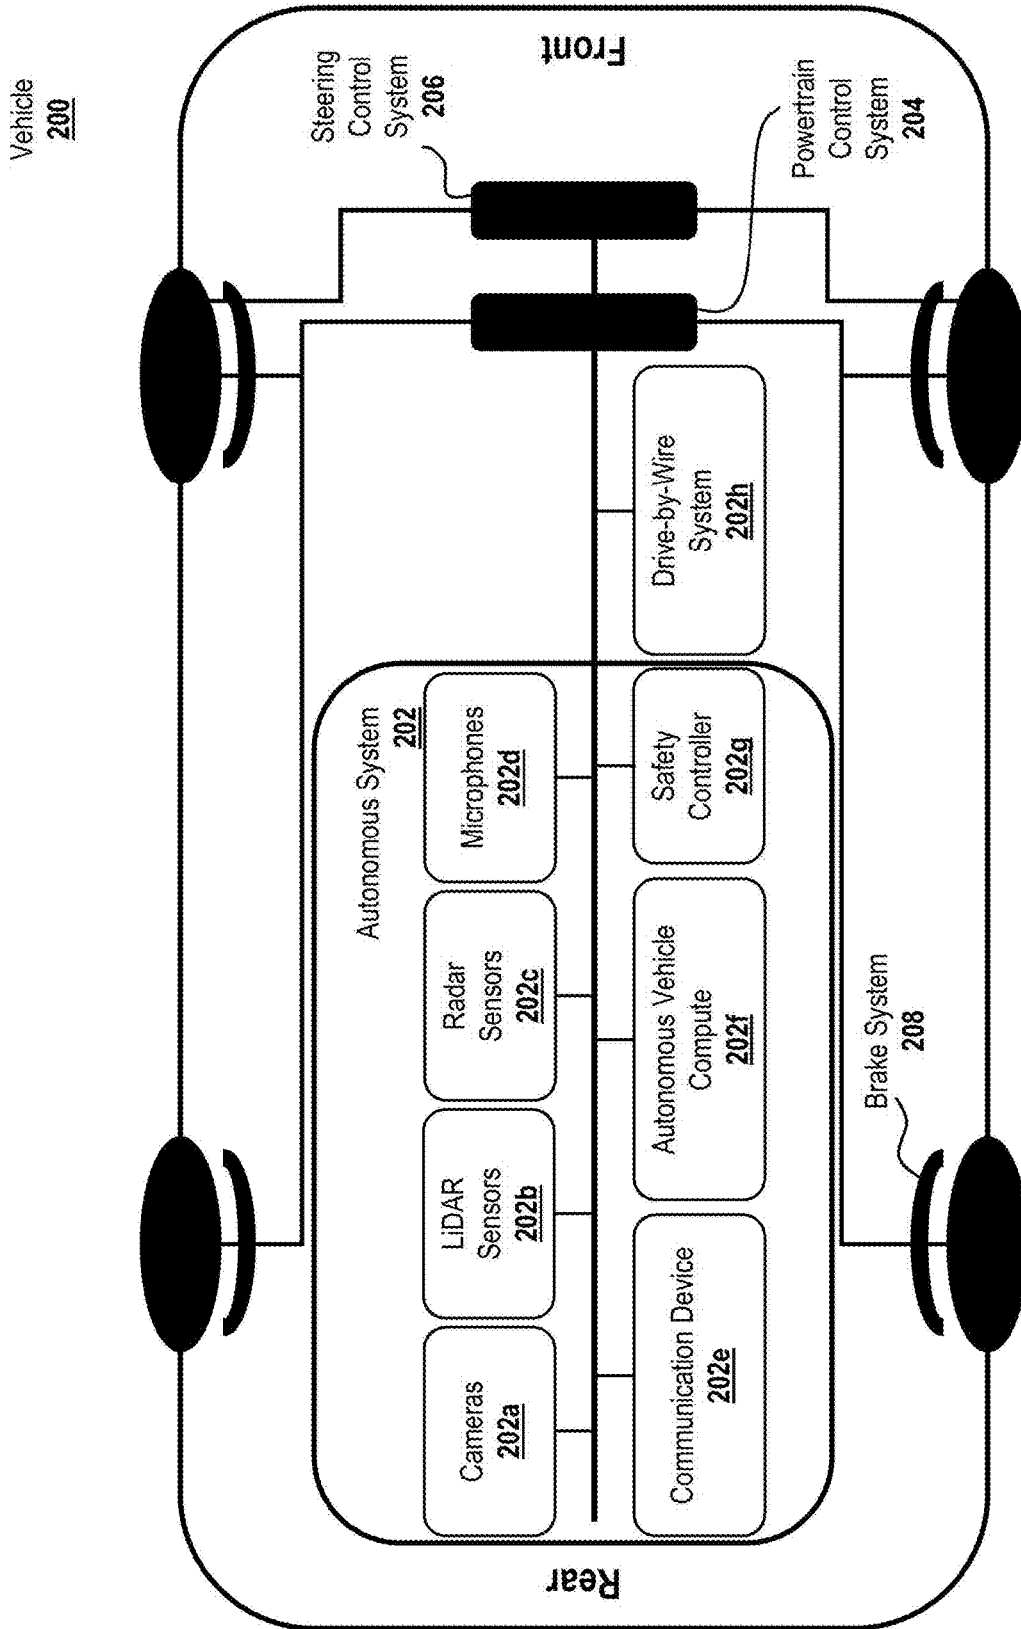 Vehicle
200
Front
Steering
Control
System
206
Powertrain
Control
System
204
Autonomous System
202
Cameras
202a
LiDAR
Sensors
202b
Radar
Sensors
202c
Microphones
202d
Communication Device
202e
Autonomous Vehicle
Compute
202f
Safety
Controller
202g
Drive-by-Wire
System
202h
Brake System
208
Rear